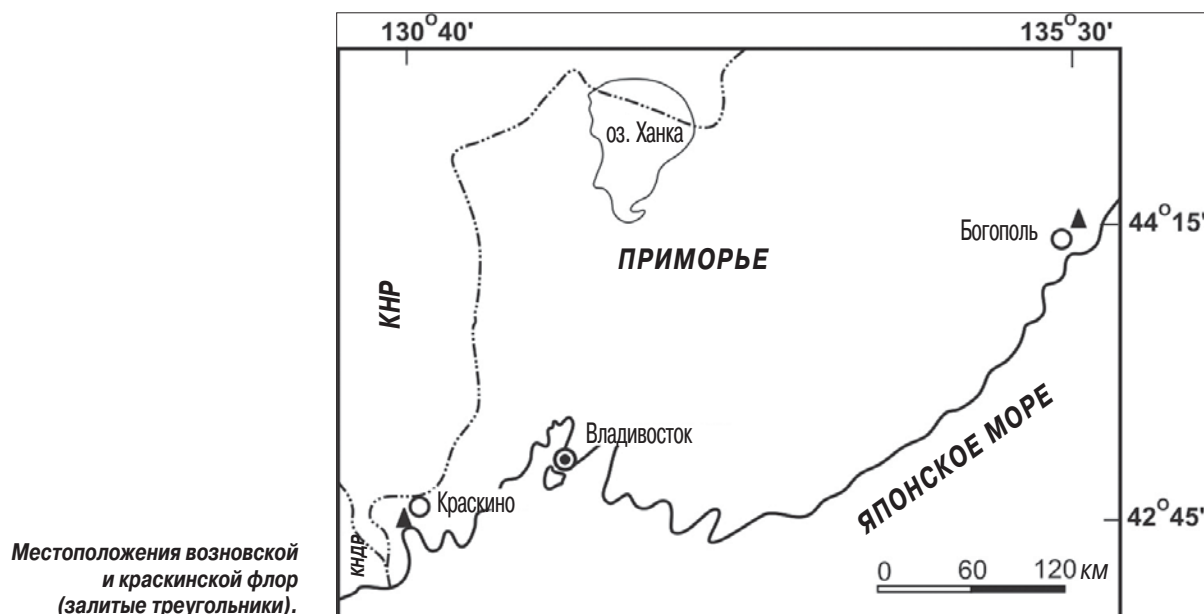 130°40' 135°30'
оз. Ханка
44°15'
Богополь
ПРИМОРЬЕ
КНР
Владивосток
ЯПОНСКОЕ МОРЕ
Краскино
42°45'
КНДР
0 60 120 км
Местоположения возновской
и краскинской флор
(залитые треугольники).